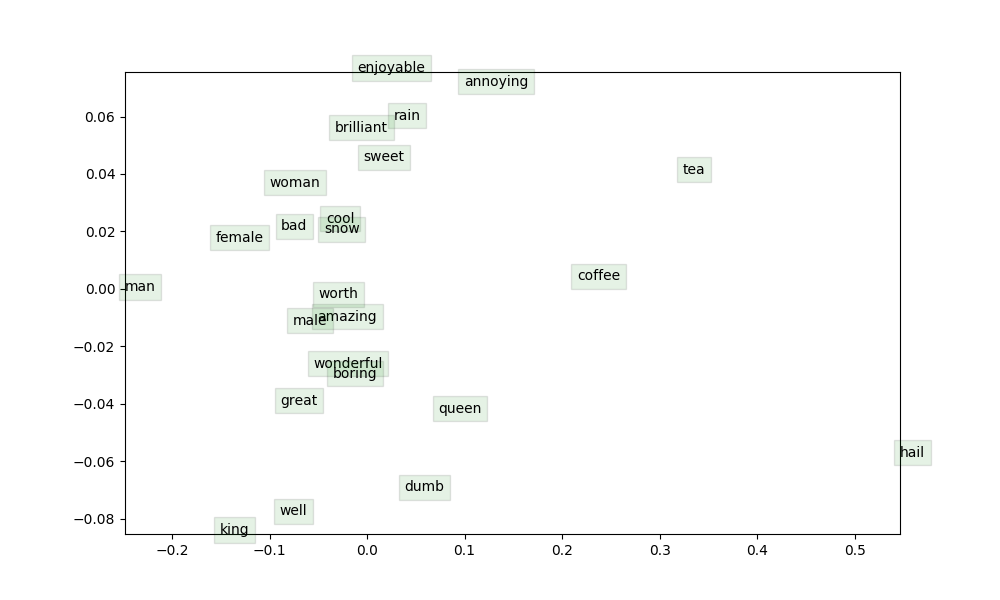 enjoyable
annoying
rain
brilliant
sweet
tea
woman
cool
bad
snow
female
coffee
man
worth
amazing
male
wonderful
boring
great
queen
hail
dumb
well
king
0.06
0.04
0.02
0.00
−0.02
−0.04
−0.06
−0.08
−0.2 −0.1 0.0 0.1 0.2 0.3 0.4 0.5